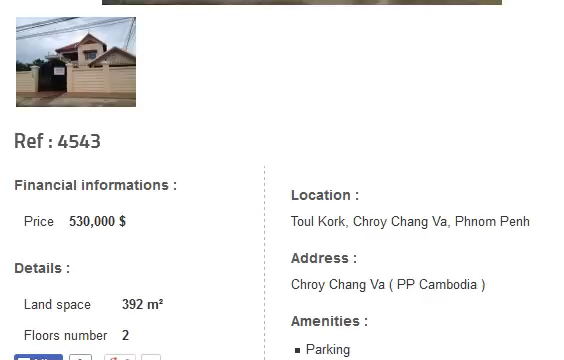 Ref : 4543
Financial informations :
Price 530,000 $
Details :
Land space 392 m²
Floors number 2
Location :
Toul Kork, Chroy Chang Va, Phnom Penh
Address :
Chroy Chang Va ( PP Cambodia )
Amenities :
Parking